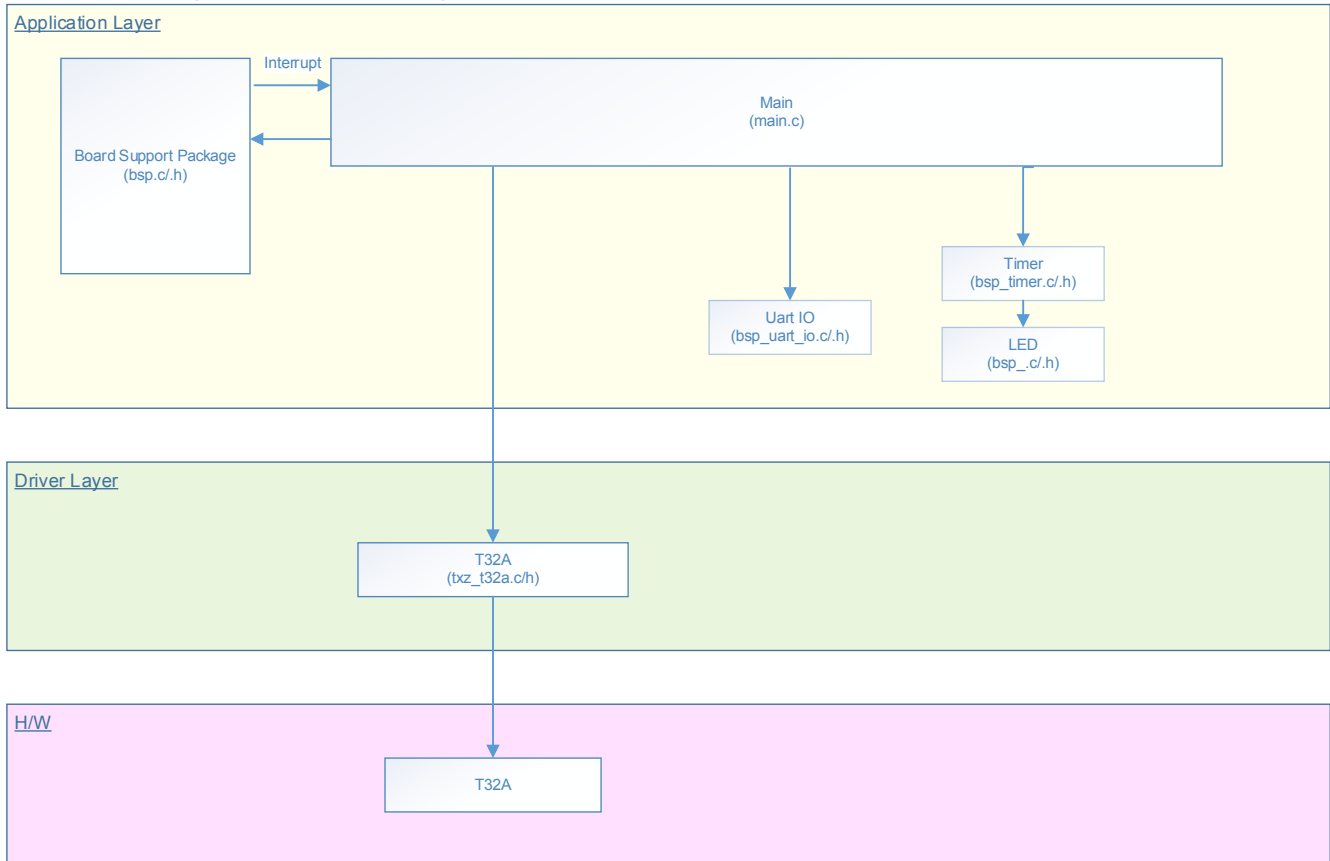 Application Layer
Interrupt
Main
(main.c)
Board Support Package
(bsp.c/.h)
Timer
(bsp_timer.c/.h)
Uart IO
(bsp_uart_io.c/.h)
LED
(bsp_.c/.h)
Driver Layer
T32A
(txz_t32a.c/h)
H/W
T32A